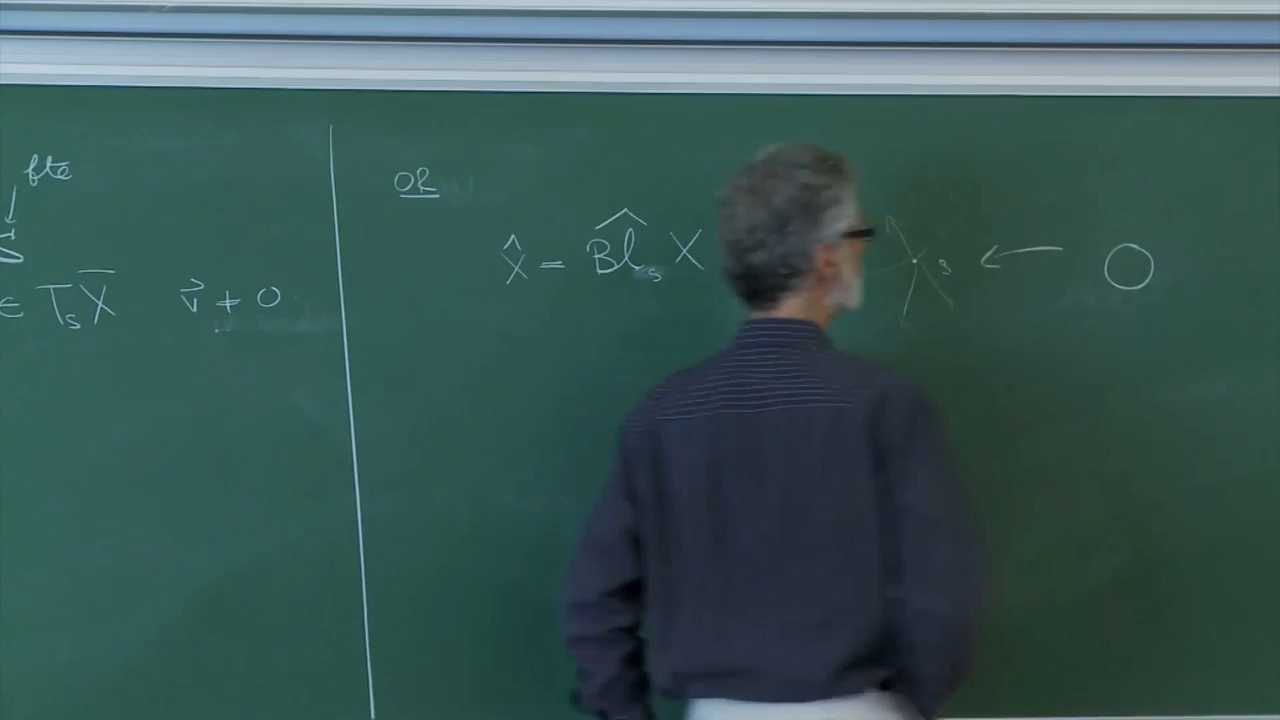 fte
∈ T_s X̄ v⃗ ≠ 0
OR
X̂ = B̂l_s X
s